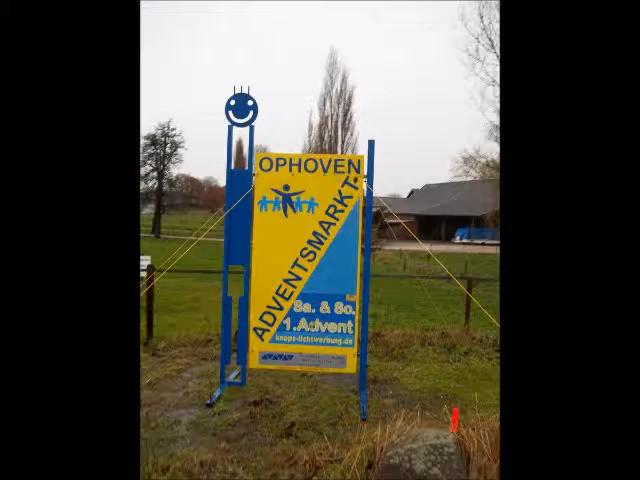 OPHOVEN
ADVENTSMARKT
Sa. & So.
1.Advent
knops-lichtwerbung.de